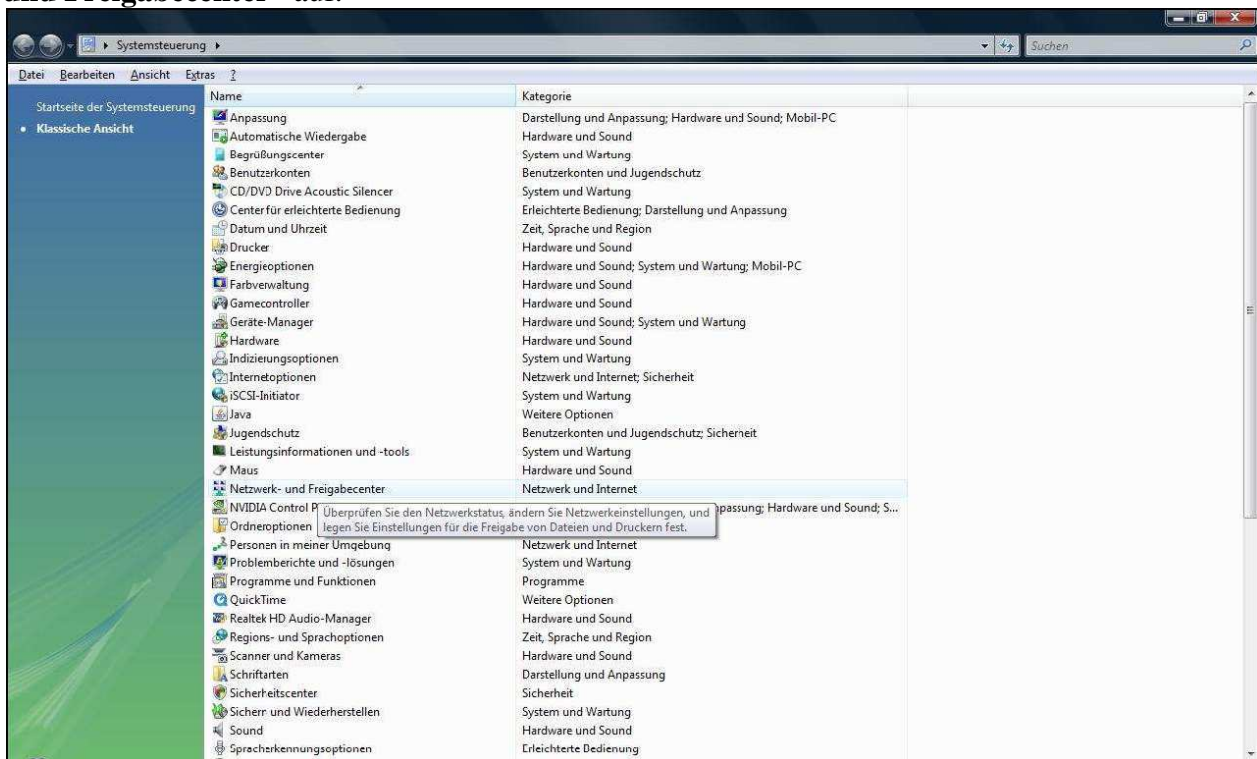 und Freigabecenter“ auf.
Systemsteuerung
Suchen
Datei Bearbeiten Ansicht Extras ?
Startseite der Systemsteuerung
Klassische Ansicht
Name Kategorie
Anpassung Darstellung und Anpassung; Hardware und Sound; Mobil-PC
Automatische Wiedergabe Hardware und Sound
Begrüßungscenter System und Wartung
Benutzerkonten Benutzerkonten und Jugendschutz
CD/DVD Drive Acoustic Silencer System und Wartung
Center für erleichterte Bedienung Erleichterte Bedienung; Darstellung und Anpassung
Datum und Uhrzeit Zeit, Sprache und Region
Drucker Hardware und Sound
Energieoptionen Hardware und Sound; System und Wartung; Mobil-PC
Farbverwaltung Hardware und Sound
Gamecontroller Hardware und Sound
Geräte-Manager Hardware und Sound; System und Wartung
Hardware Hardware und Sound
Indizierungsoptionen System und Wartung
Internetoptionen Netzwerk und Internet; Sicherheit
iSCSI-Initiator System und Wartung
Java Weitere Optionen
Jugendschutz Benutzerkonten und Jugendschutz; Sicherheit
Leistungsinformationen und -tools System und Wartung
Maus Hardware und Sound
Netzwerk- und Freigabecenter Netzwerk und Internet
NVIDIA Control P passung; Hardware und Sound; S...
Überprüfen Sie den Netzwerkstatus, ändern Sie Netzwerkeinstellungen, und
legen Sie Einstellungen für die Freigabe von Dateien und Druckern fest.
Ordneroptionen
Personen in meiner Umgebung Netzwerk und Internet
Problemberichte und -lösungen System und Wartung
Programme und Funktionen Programme
QuickTime Weitere Optionen
Realtek HD Audio-Manager Hardware und Sound
Regions- und Sprachoptionen Zeit, Sprache und Region
Scanner und Kameras Hardware und Sound
Schriftarten Darstellung und Anpassung
Sicherheitscenter Sicherheit
Sichern und Wiederherstellen System und Wartung
Sound Hardware und Sound
Spracherkennungsoptionen Erleichterte Bedienung